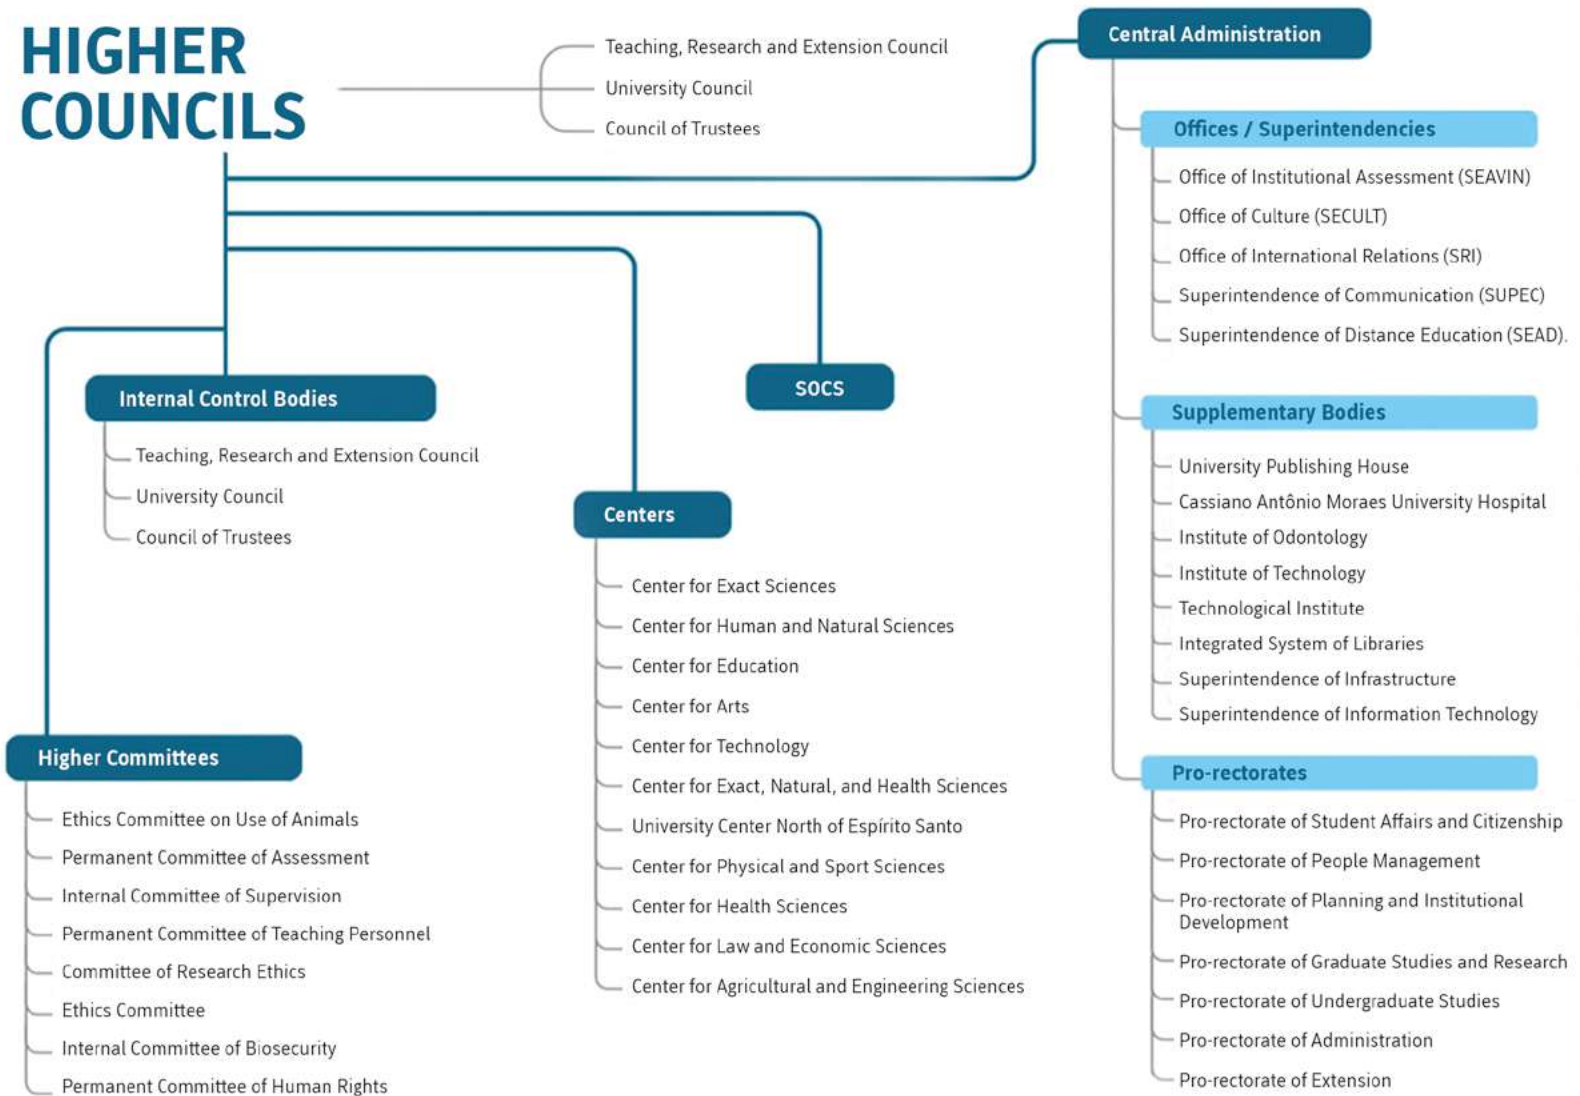 HIGHER
COUNCILS
Teaching, Research and Extension Council
University Council
Council of Trustees
Central Administration
Offices / Superintendencies
Office of Institutional Assessment (SEAVIN)
Office of Culture (SECULT)
Office of International Relations (SRI)
Superintendence of Communication (SUPEC)
Superintendence of Distance Education (SEAD).
Supplementary Bodies
University Publishing House
Cassiano Antônio Moraes University Hospital
Institute of Odontology
Institute of Technology
Technological Institute
Integrated System of Libraries
Superintendence of Infrastructure
Superintendence of Information Technology
Pro-rectorates
Pro-rectorate of Student Affairs and Citizenship
Pro-rectorate of People Management
Pro-rectorate of Planning and Institutional
Development
Pro-rectorate of Graduate Studies and Research
Pro-rectorate of Undergraduate Studies
Pro-rectorate of Administration
Pro-rectorate of Extension
SOCS
Centers
Center for Exact Sciences
Center for Human and Natural Sciences
Center for Education
Center for Arts
Center for Technology
Center for Exact, Natural, and Health Sciences
University Center North of Espírito Santo
Center for Physical and Sport Sciences
Center for Health Sciences
Center for Law and Economic Sciences
Center for Agricultural and Engineering Sciences
Internal Control Bodies
Teaching, Research and Extension Council
University Council
Council of Trustees
Higher Committees
Ethics Committee on Use of Animals
Permanent Committee of Assessment
Internal Committee of Supervision
Permanent Committee of Teaching Personnel
Committee of Research Ethics
Ethics Committee
Internal Committee of Biosecurity
Permanent Committee of Human Rights